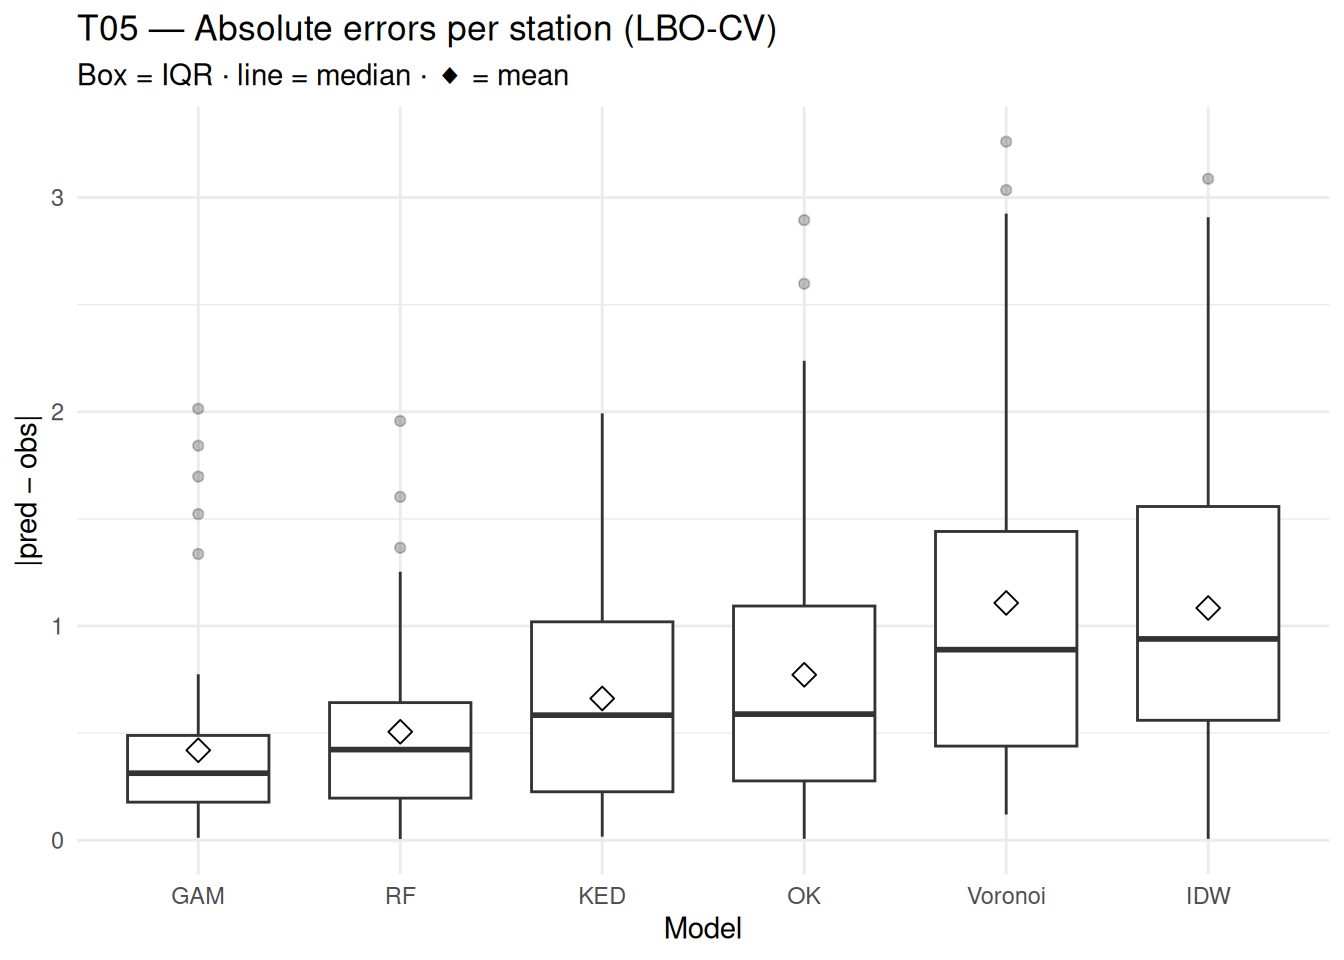 T05 — Absolute errors per station (LBO-CV)
Box = IQR · line = median · ◆ = mean
|pred − obs|
3
2
1
0
GAM RF KED OK Voronoi IDW
Model